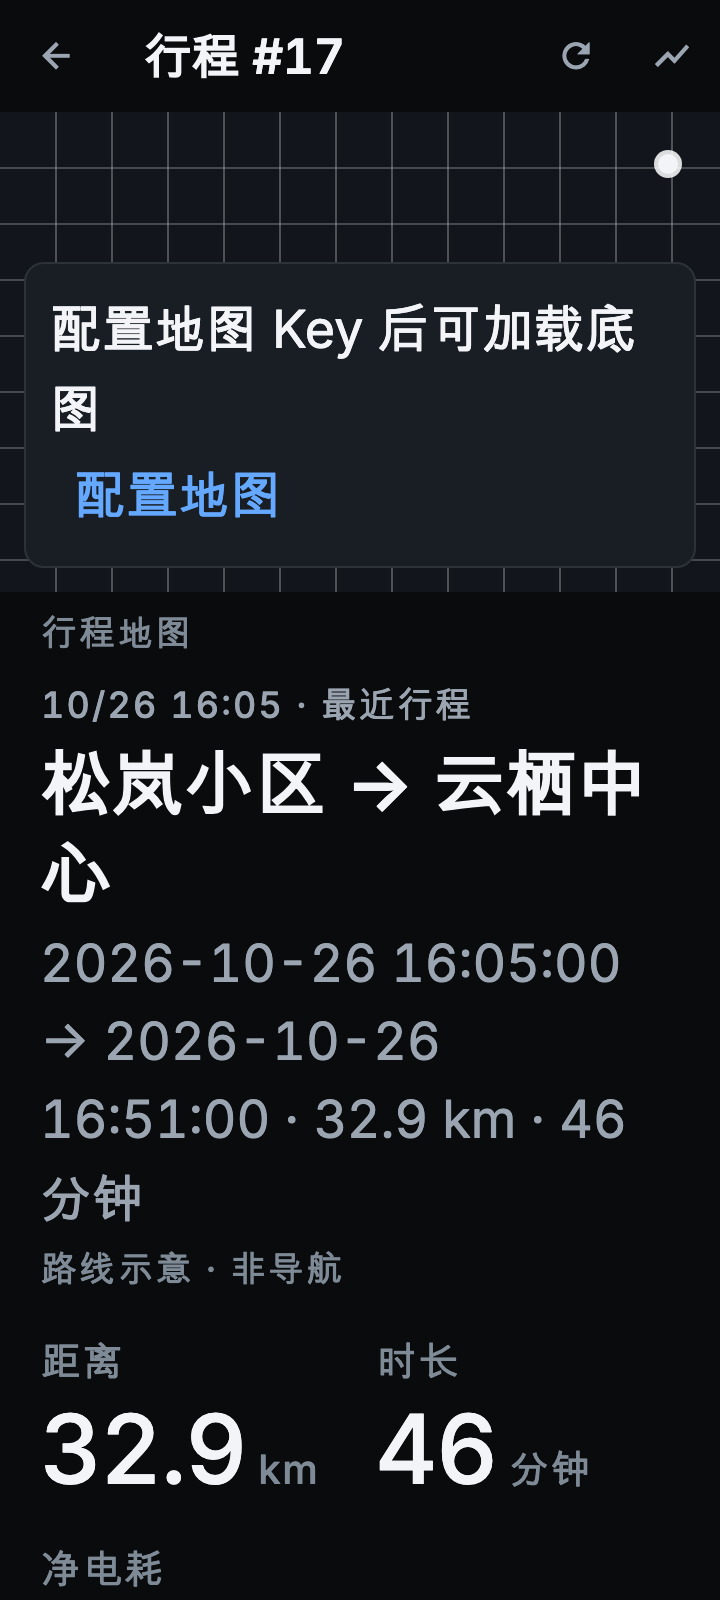 行程 #17
配置地图 Key 后可加载底
图
配置地图
行程地图
10/26 16:05 · 最近行程
松岚小区 → 云栖中
心
2026-10-26 16:05:00
→ 2026-10-26
16:51:00 · 32.9 km · 46
分钟
路线示意 · 非导航
距离 时长
32.9 km 46 分钟
净电耗